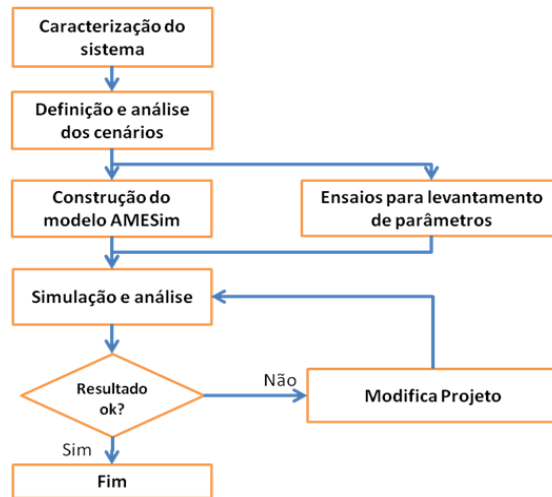 Caracterização do
sistema
Definição e análise
dos cenários
Construção do
modelo AMESim
Ensaios para levantamento
de parâmetros
Simulação e análise
Resultado
ok?
Não
Modifica Projeto
Sim
Fim